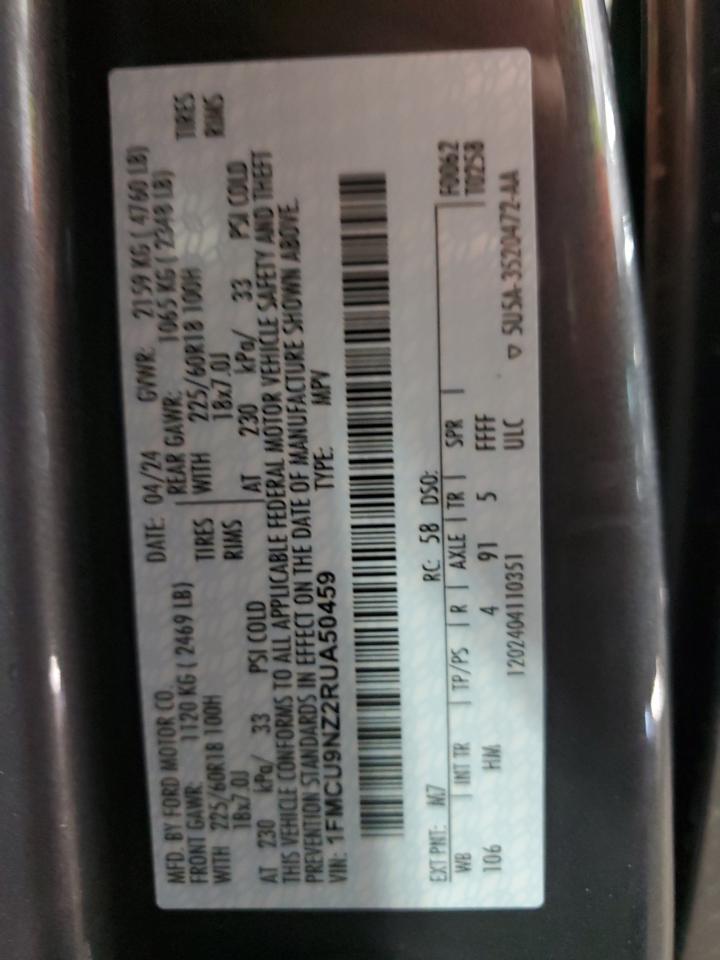 MFD. BY FORD MOTOR CO. DATE: 04/24 GVWR: 2159 KG ( 4760 LB)
FRONT GAWR: 1120 KG ( 2469 LB) REAR GAWR: 1065 KG ( 2348 LB)
WITH 225/60R18 100H TIRES WITH 225/60R18 100H TIRES
18x7.0J RIMS 18x7.0J RIMS
AT 230 kPa/ 33 PSI COLD AT 230 kPa/ 33 PSI COLD
THIS VEHICLE CONFORMS TO ALL APPLICABLE FEDERAL MOTOR VEHICLE SAFETY AND THEFT
PREVENTION STANDARDS IN EFFECT ON THE DATE OF MANUFACTURE SHOWN ABOVE.
VIN: 1FMCU9NZ2RUA50459 TYPE: MPV
EXT PNT: M7 RC: 58 DSO: F0062
WB | INT TR | TP/PS | R | AXLE | TR | SPR | T0258
106 HM 4 91 5 FFFF
1202404110351 ULC ▽ 5U5A-3520472-AA